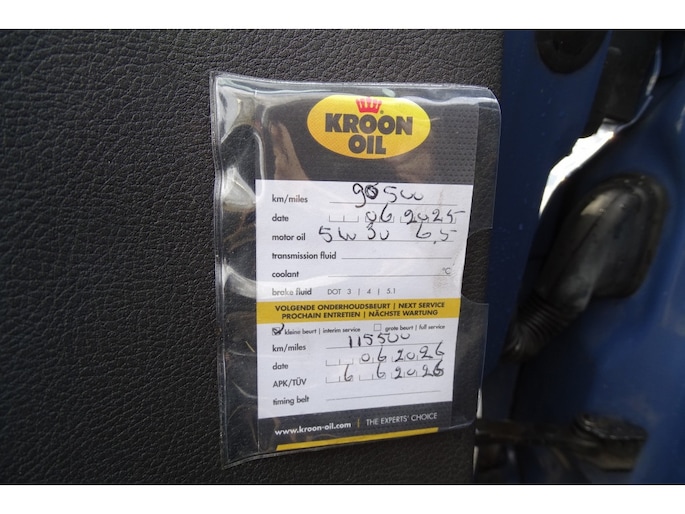 KROON
OIL
km/miles 90500
date 06 2025
motor oil 5W30 6.5
transmission fluid
coolant °C
brake fluid DOT 3 | 4 | 5.1
VOLGENDE ONDERHOUDSBEURT | NEXT SERVICE
PROCHAIN ENTRETIEN | NÄCHSTE WARTUNG
kleine beurt | interim service grote beurt | full service
km/miles 115500
date 06 2026
APK/TÜV 6 6 2026
timing belt
www.kroon-oil.com | THE EXPERTS' CHOICE